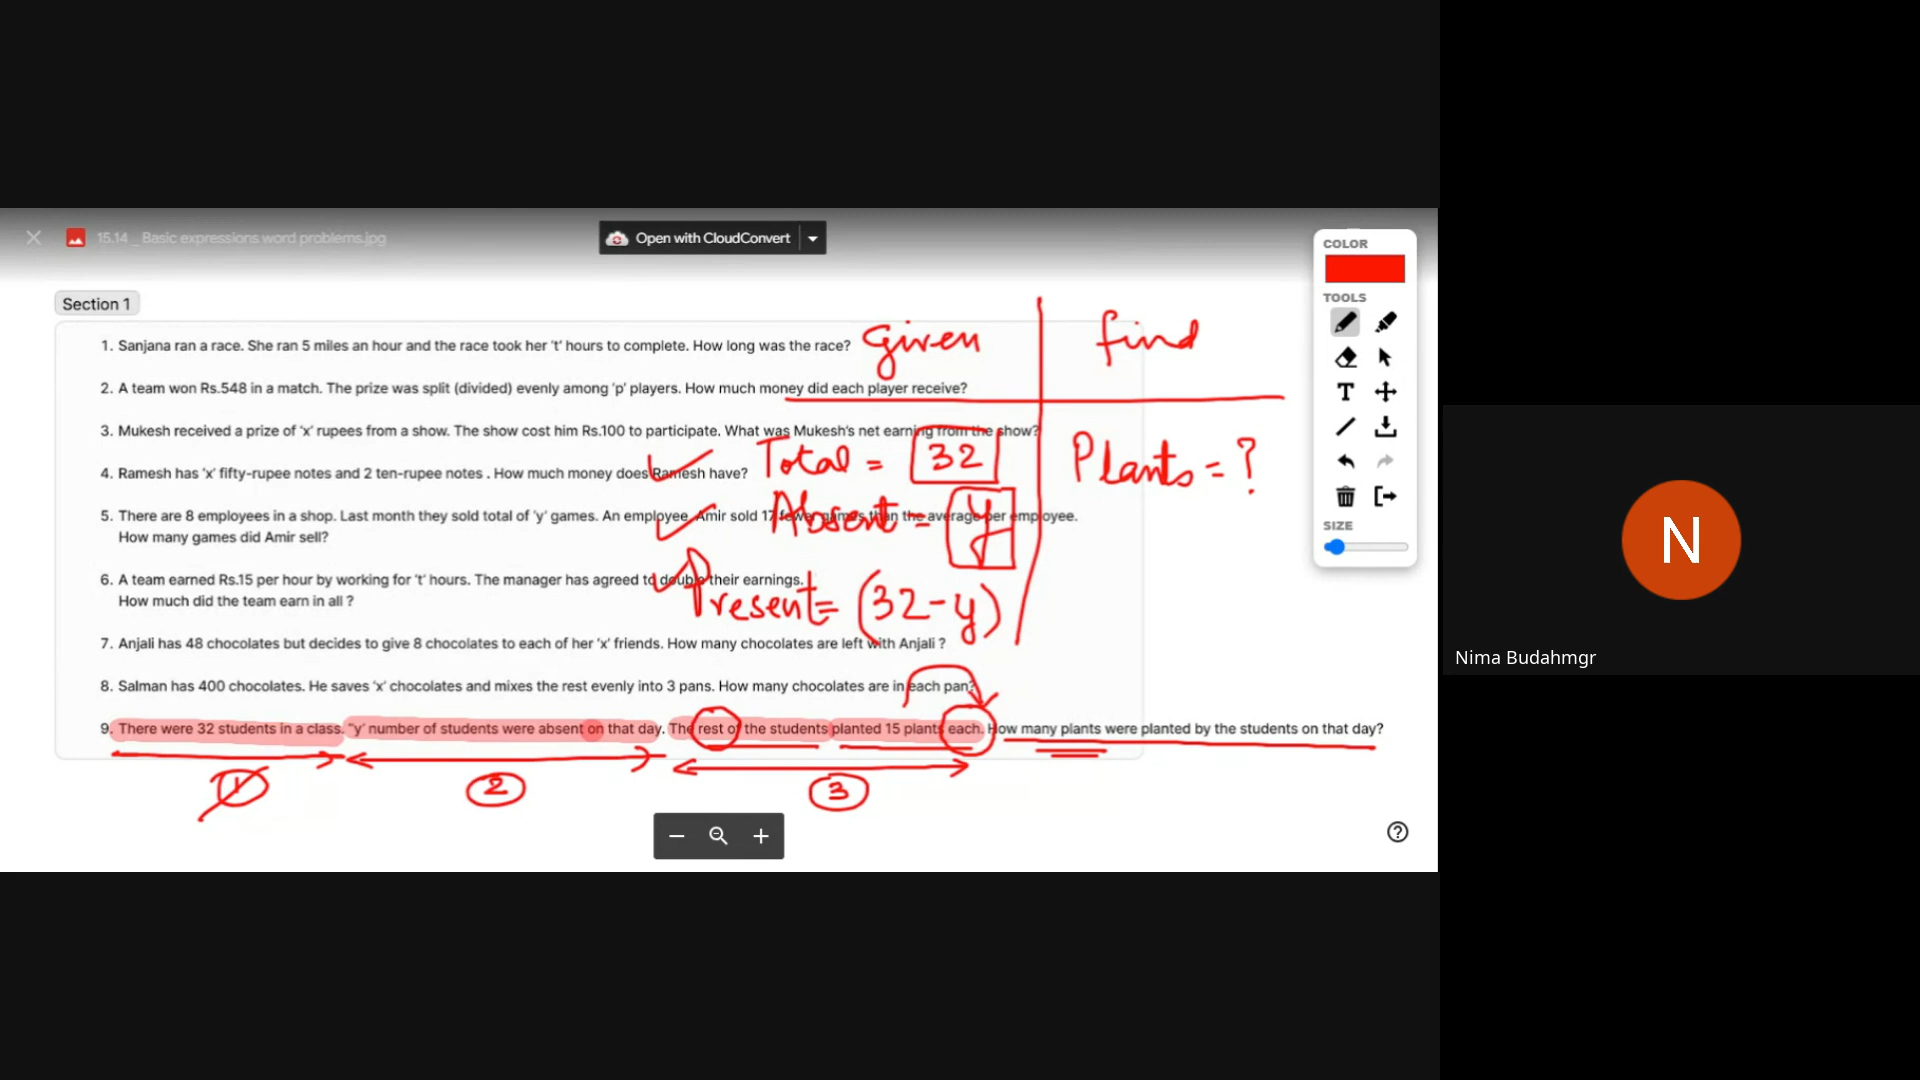 15.14 _ Basic expressions word problems.jpg
Open with CloudConvert
COLOR
TOOLS
T
SIZE
Section 1
1. Sanjana ran a race. She ran 5 miles an hour and the race took her 't' hours to complete. How long was the race?
Given
find
2. A team won Rs.548 in a match. The prize was split (divided) evenly among 'p' players. How much money did each player receive?
3. Mukesh received a prize of 'x' rupees from a show. The show cost him Rs.100 to participate. What was Mukesh's net earning from the show?
Total = 32
Plants = ?
4. Ramesh has 'x' fifty-rupee notes and 2 ten-rupee notes . How much money does Ramesh have?
5. There are 8 employees in a shop. Last month they sold total of 'y' games. An employee, Amir sold 17 fewer games than the average per employee.
How many games did Amir sell?
Absent = y
6. A team earned Rs.15 per hour by working for 't' hours. The manager has agreed to double their earnings.
How much did the team earn in all ?
Present = (32-y)
7. Anjali has 48 chocolates but decides to give 8 chocolates to each of her 'x' friends. How many chocolates are left with Anjali ?
8. Salman has 400 chocolates. He saves 'x' chocolates and mixes the rest evenly into 3 pans. How many chocolates are in each pan?
9. There were 32 students in a class. "y' number of students were absent on that day. The rest of the students planted 15 plants each. How many plants were planted by the students on that day?
1
2
3
N
Nima Budahmgr